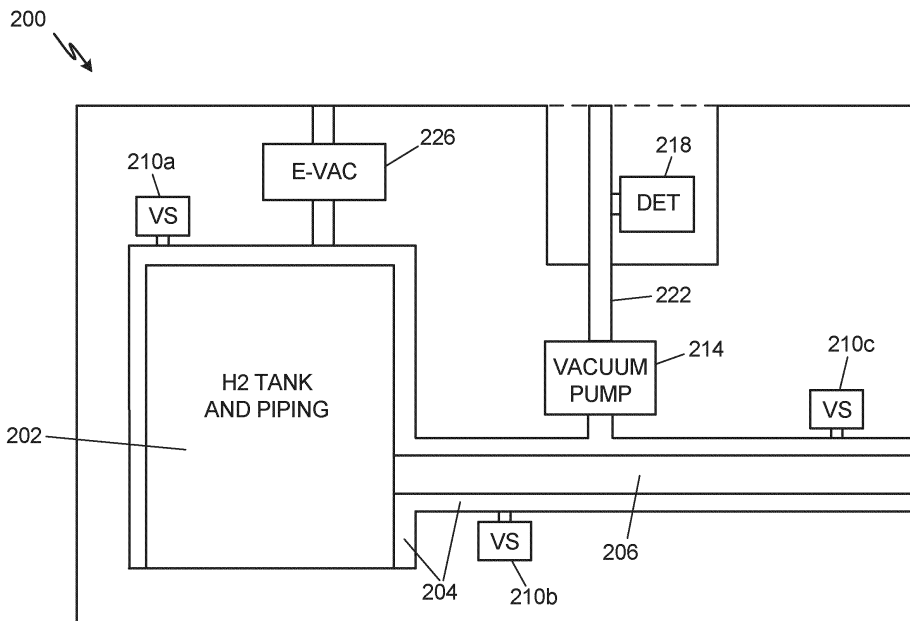 200
226
E-VAC
210a
VS
218
DET
222
214
VACUUM
PUMP
210c
VS
H2 TANK
AND PIPING
202
206
204
VS
210b